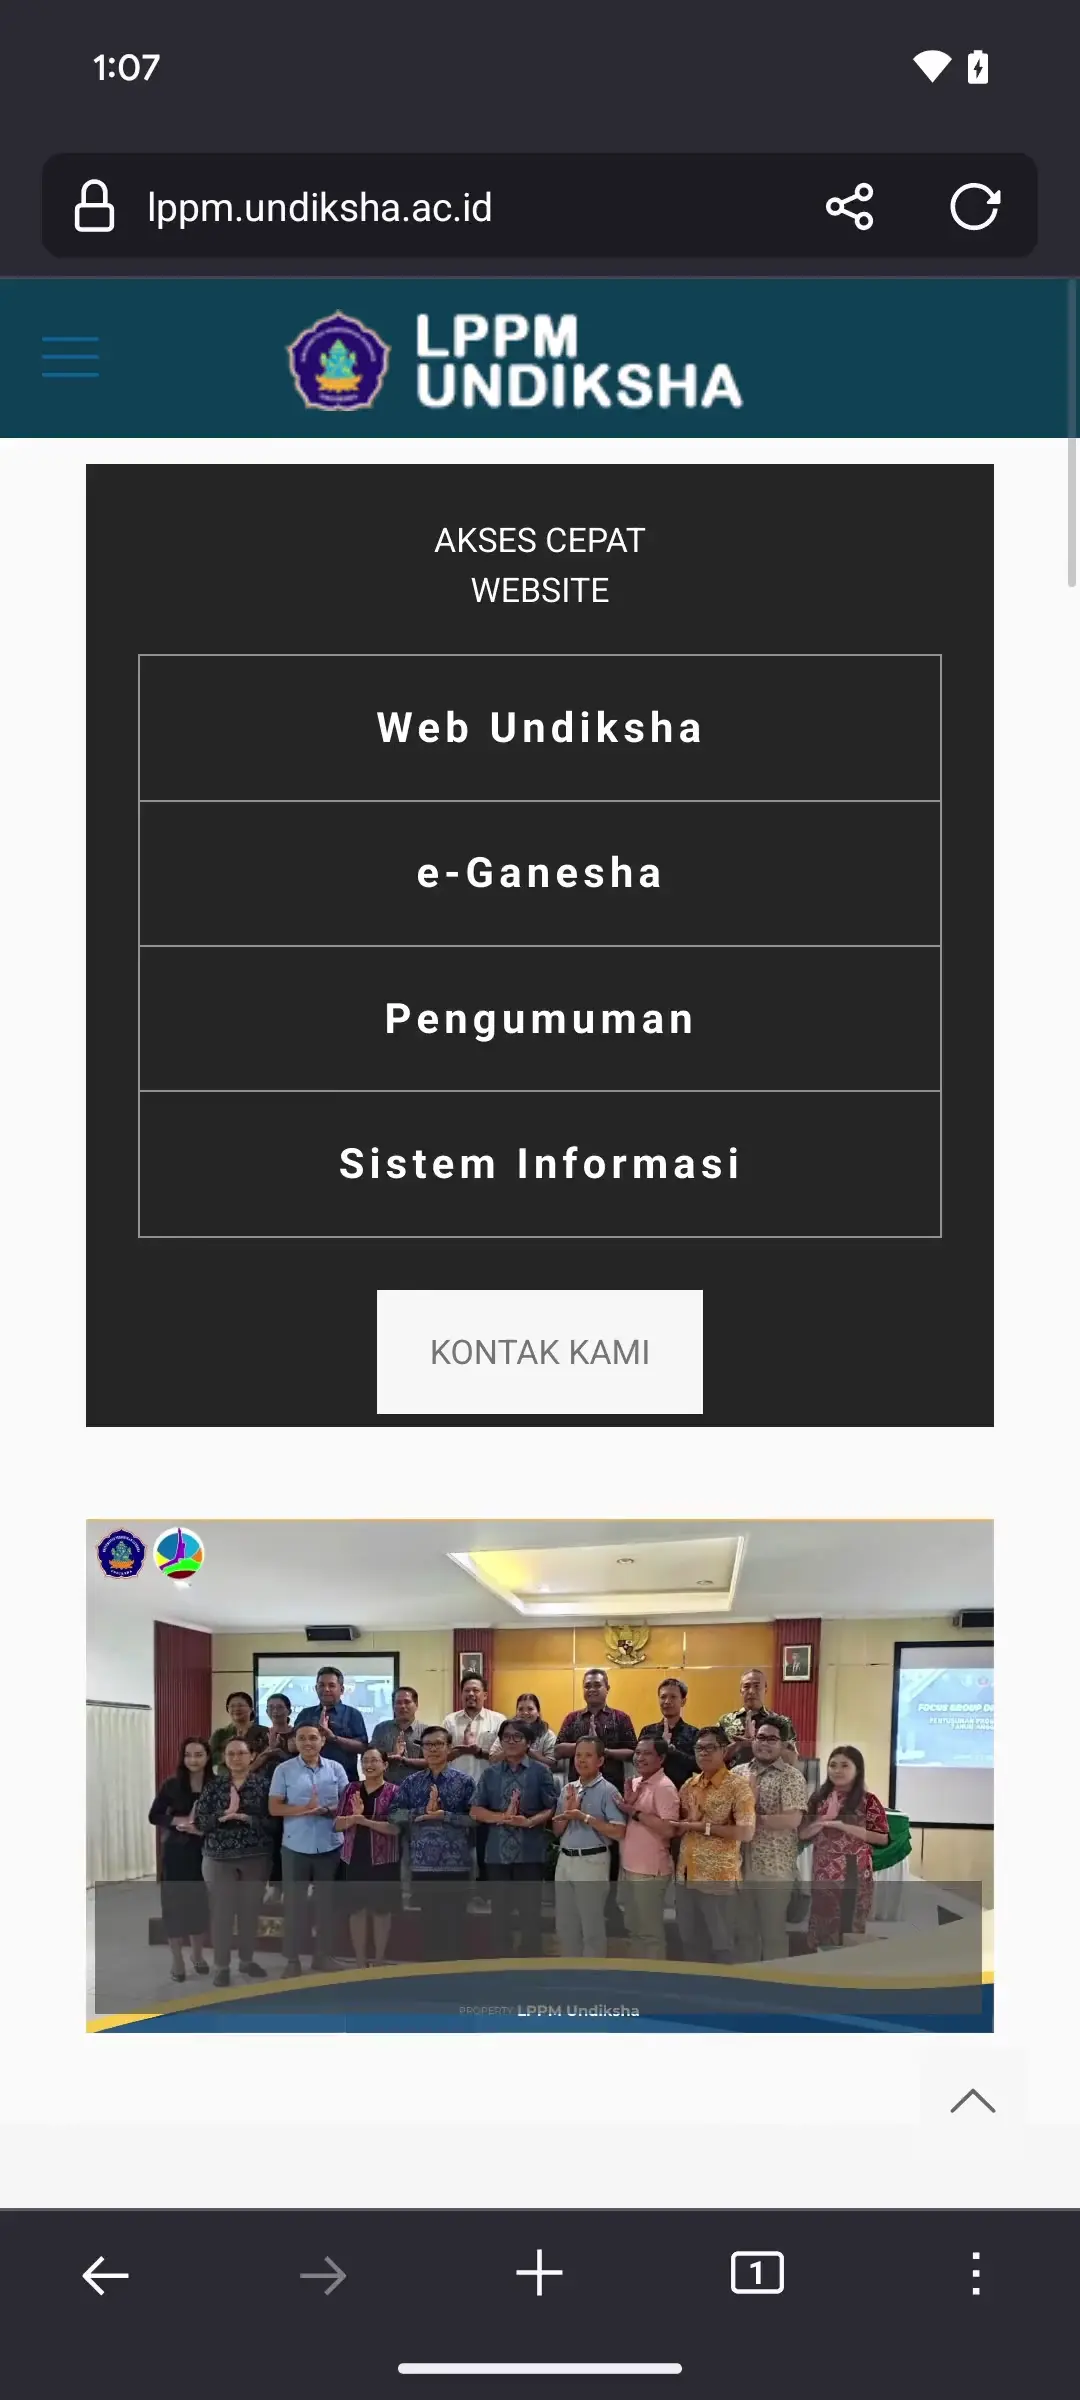 1:07
lppm.undiksha.ac.id
LPPM
UNDIKSHA
AKSES CEPAT
WEBSITE
Web Undiksha
e-Ganesha
Pengumuman
Sistem Informasi
KONTAK KAMI
FOCUS GROUP
PROPERTY LPPM Undiksha
1